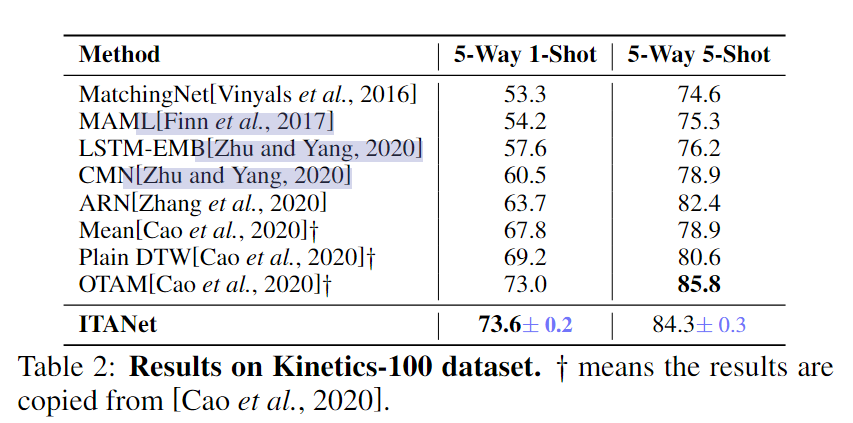 Method 5-Way 1-Shot 5-Way 5-Shot
MatchingNet[Vinyals et al., 2016] 53.3 74.6
MAML[Finn et al., 2017] 54.2 75.3
LSTM-EMB[Zhu and Yang, 2020] 57.6 76.2
CMN[Zhu and Yang, 2020] 60.5 78.9
ARN[Zhang et al., 2020] 63.7 82.4
Mean[Cao et al., 2020]† 67.8 78.9
Plain DTW[Cao et al., 2020]† 69.2 80.6
OTAM[Cao et al., 2020]† 73.0 85.8
ITANet 73.6± 0.2 84.3± 0.3
Table 2: Results on Kinetics-100 dataset. † means the results are
copied from [Cao et al., 2020].